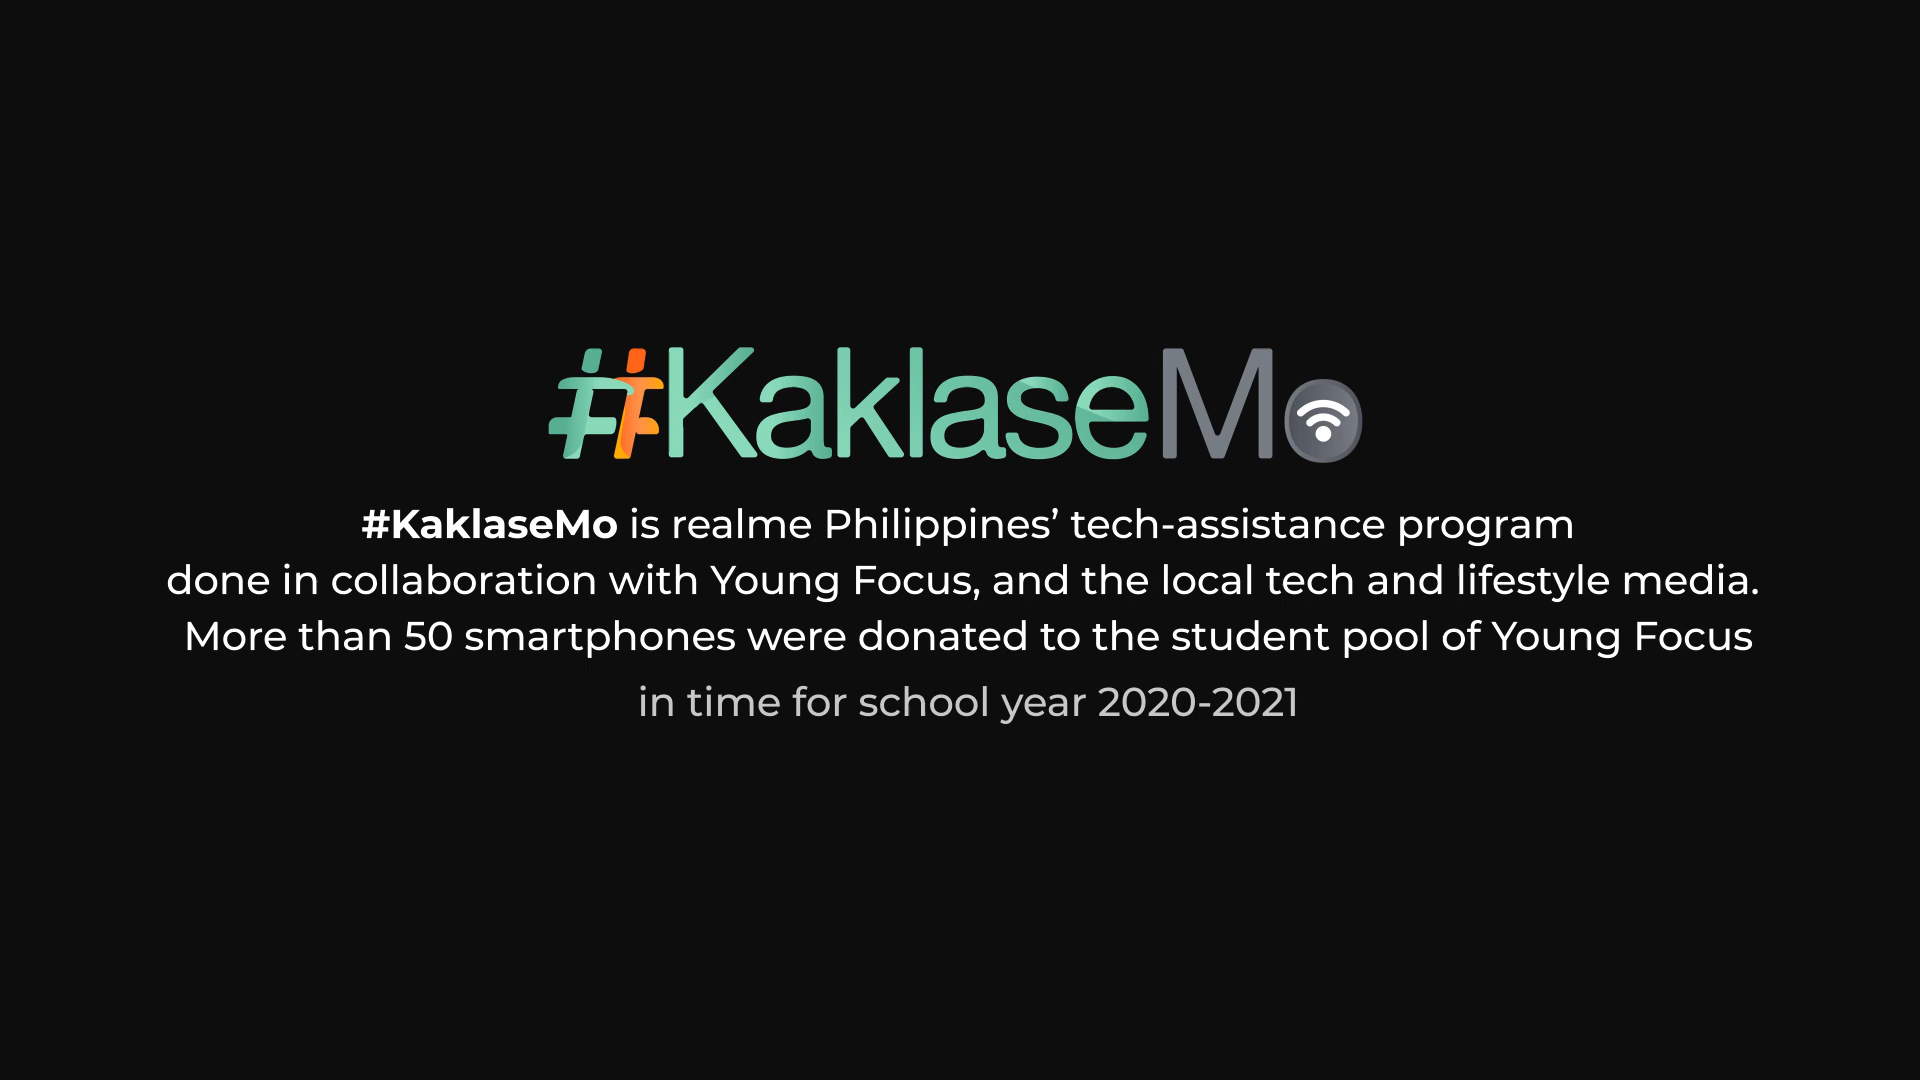 #KaklaseMo
#KaklaseMo is realme Philippines’ tech-assistance program
done in collaboration with Young Focus, and the local tech and lifestyle media.
More than 50 smartphones were donated to the student pool of Young Focus
in time for school year 2020-2021